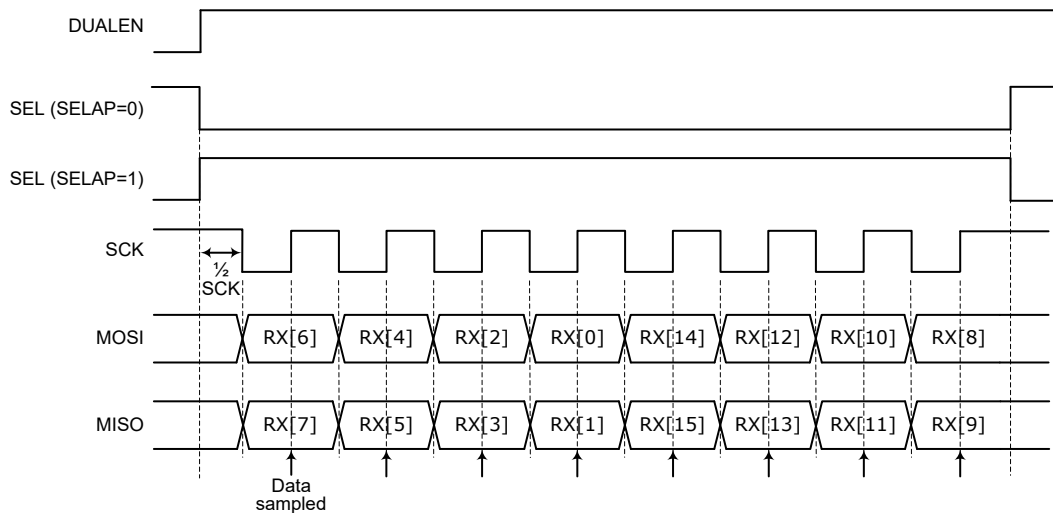 DUALEN
SEL (SELAP=0)
SEL (SELAP=1)
SCK
½
SCK
MOSI RX[6] RX[4] RX[2] RX[0] RX[14] RX[12] RX[10] RX[8]
MISO RX[7] RX[5] RX[3] RX[1] RX[15] RX[13] RX[11] RX[9]
Data
sampled